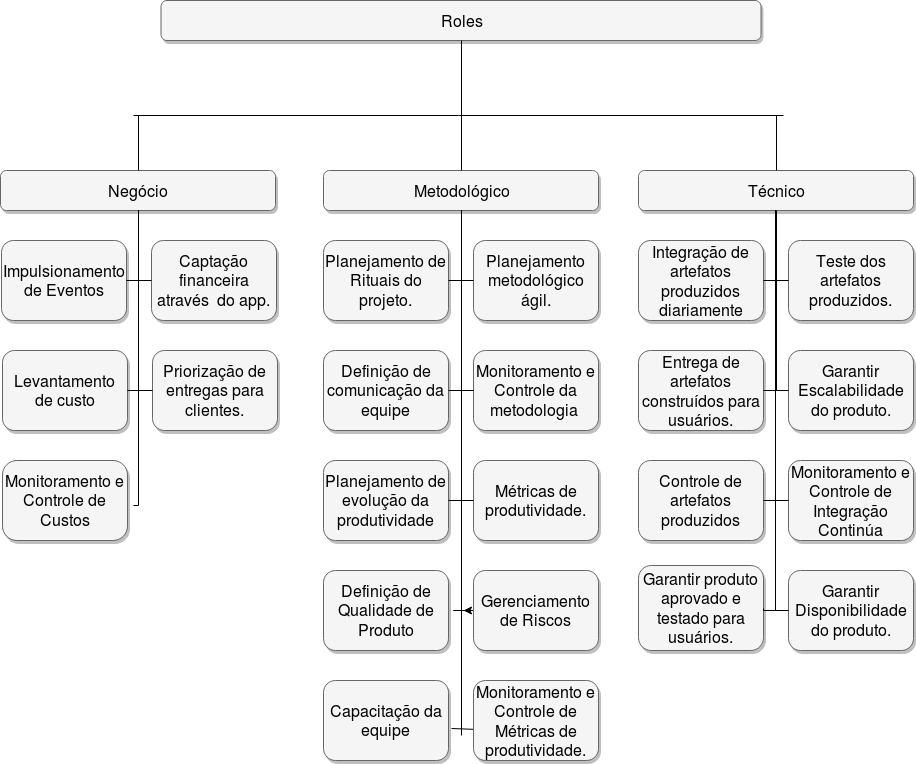 Roles
Negócio
Impulsionamento
de Eventos
Captação
financeira
através do app.
Levantamento
de custo
Priorização de
entregas para
clientes.
Monitoramento e
Controle de
Custos
Metodológico
Planejamento de
Rituais do
projeto.
Planejamento
metodológico
ágil.
Definição de
comunicação da
equipe
Monitoramento e
Controle da
metodologia
Planejamento de
evolução da
produtividade
Métricas de
produtividade.
Definição de
Qualidade de
Produto
Gerenciamento
de Riscos
Capacitação da
equipe
Monitoramento e
Controle de
Métricas de
produtividade.
Técnico
Integração de
artefatos
produzidos
diariamente
Teste dos
artefatos
produzidos.
Entrega de
artefatos
construídos para
usuários.
Garantir
Escalabilidade
do produto.
Controle de
artefatos
produzidos
Monitoramento e
Controle de
Integração
Continúa
Garantir produto
aprovado e
testado para
usuários.
Garantir
Disponibilidade
do produto.